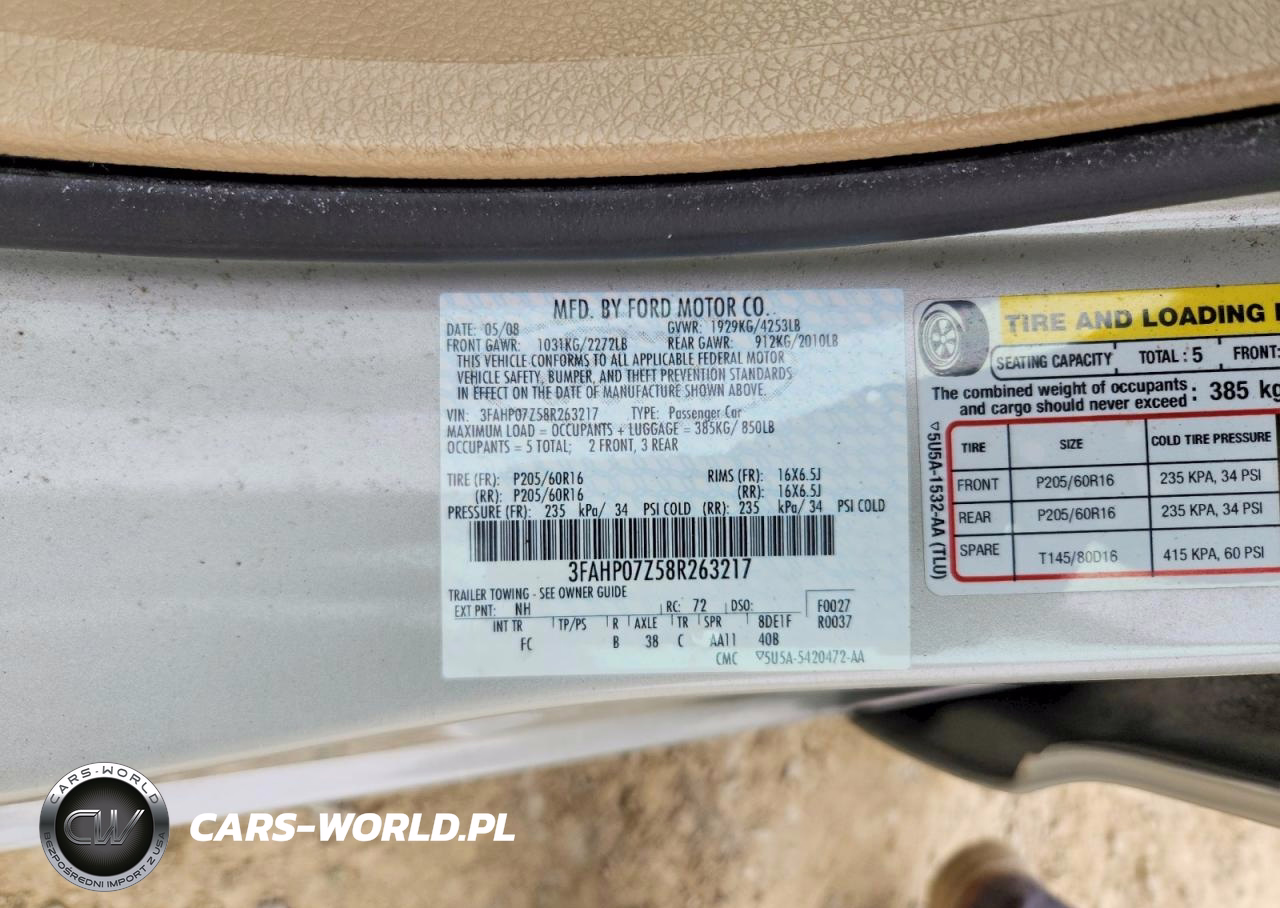 MFD. BY FORD MOTOR CO.
DATE: 05/08 GVWR: 1929KG/4253LB
FRONT GAWR: 1031KG/2272LB REAR GAWR: 912KG/2010LB
THIS VEHICLE CONFORMS TO ALL APPLICABLE FEDERAL MOTOR
VEHICLE SAFETY, BUMPER, AND THEFT PREVENTION STANDARDS
IN EFFECT ON THE DATE OF MANUFACTURE SHOWN ABOVE.
VIN: 3FAHP07Z58R263217 TYPE: Passenger Car
MAXIMUM LOAD = OCCUPANTS + LUGGAGE = 385KG/ 850LB
OCCUPANTS = 5 TOTAL; 2 FRONT, 3 REAR
TIRE (FR): P205/60R16 RIMS (FR): 16X6.5J
(RR): P205/60R16 (RR): 16X6.5J
PRESSURE (FR): 235 kPa/ 34 PSI COLD (RR): 235 kPa/ 34 PSI COLD
3FAHP07Z58R263217
TRAILER TOWING - SEE OWNER GUIDE
EXT PNT: NH RC: 72 DSO: F0027
INT TR TP/PS R AXLE TR SPR 8DE1F R0037
FC B 38 C AA11 40B
CMC ▽5U5A-5420472-AA
TIRE AND LOADING
SEATING CAPACITY TOTAL : 5 FRONT:
The combined weight of occupants : 385 kg
and cargo should never exceed
▽5U5A-1532-AA (TLU)
TIRE SIZE COLD TIRE PRESSURE
FRONT P205/60R16 235 KPA, 34 PSI
REAR P205/60R16 235 KPA, 34 PSI
SPARE T145/80D16 415 KPA, 60 PSI
CARS-WORLD
CW
BEZPOŚREDNI IMPORT Z USA
CARS-WORLD.PL